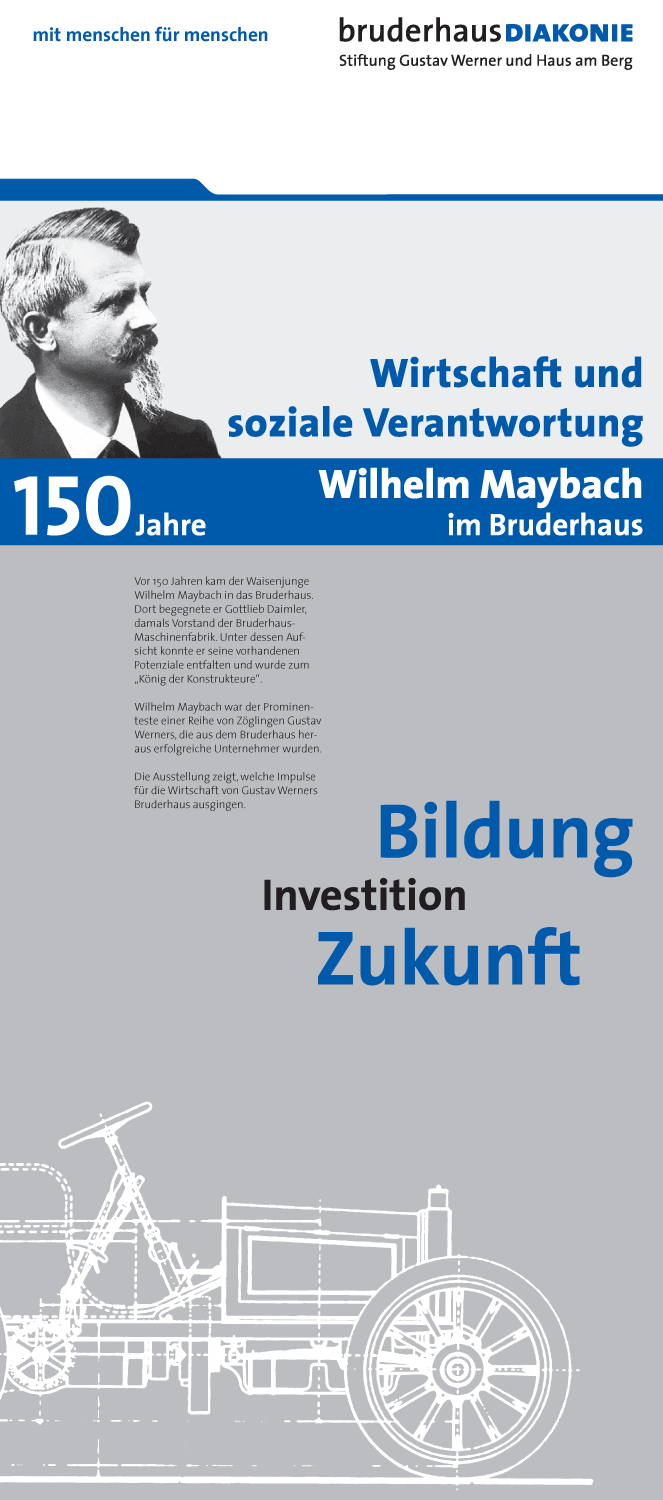 mit menschen für menschen
bruderhausDIAKONIE
Stiftung Gustav Werner und Haus am Berg
Wirtschaft und
soziale Verantwortung
150 Jahre
Wilhelm Maybach
im Bruderhaus
Vor 150 Jahren kam der Waisenjunge
Wilhelm Maybach in das Bruderhaus.
Dort begegnete er Gottlieb Daimler,
damals Vorstand der Bruderhaus-
Maschinenfabrik. Unter dessen Auf-
sicht konnte er seine vorhandenen
Potenziale entfalten und wurde zum
„König der Konstrukteure“.
Wilhelm Maybach war der Prominen-
teste einer Reihe von Zöglingen Gustav
Werners, die aus dem Bruderhaus her-
aus erfolgreiche Unternehmer wurden.
Die Ausstellung zeigt, welche Impulse
für die Wirtschaft von Gustav Werners
Bruderhaus ausgingen.
Bildung
Investition
Zukunft